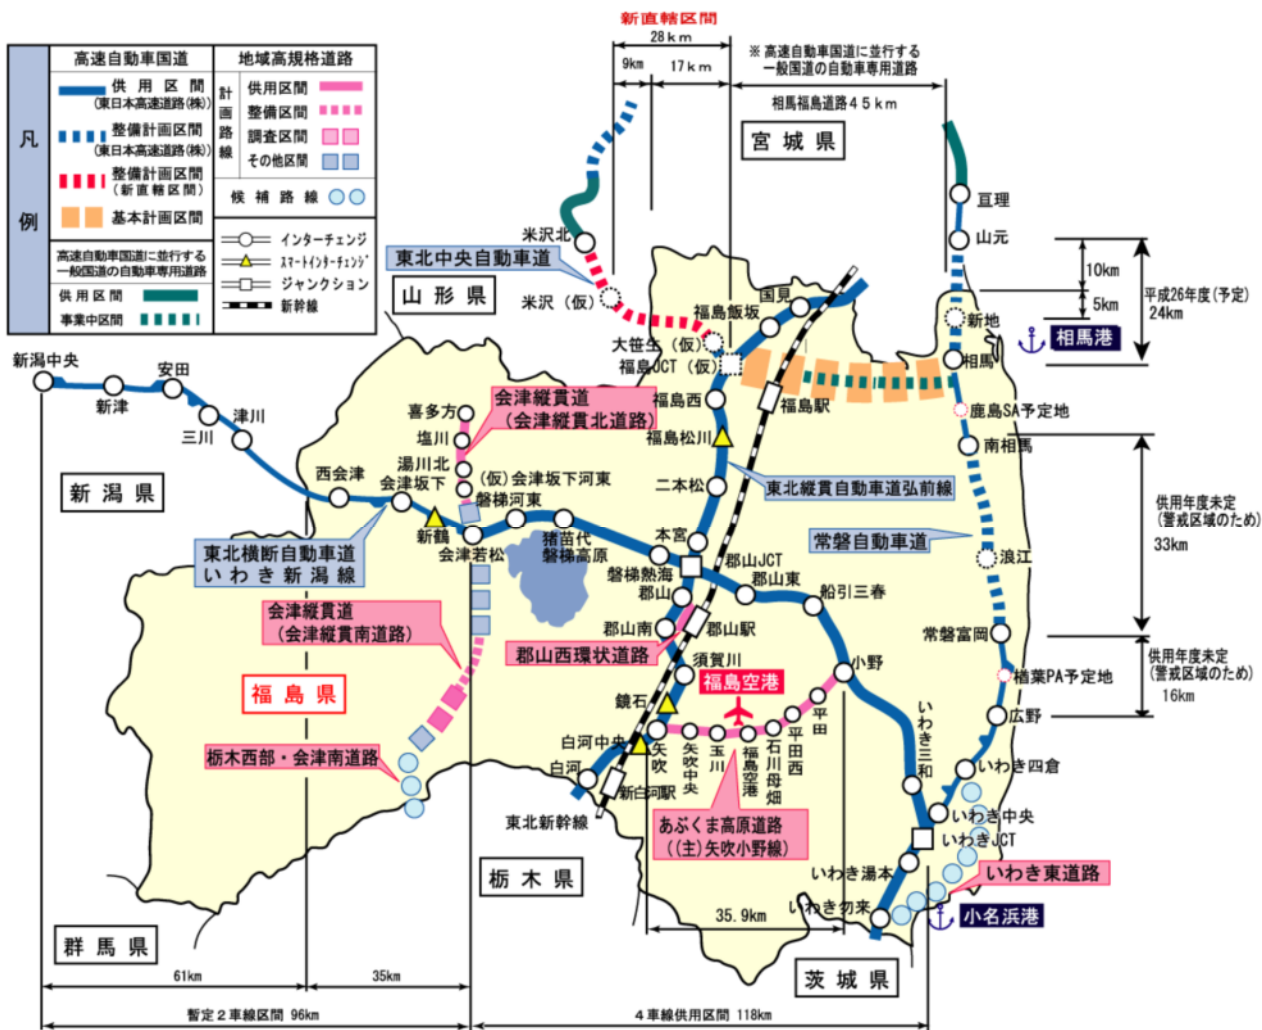 新直轄区間
28km
9km
17km
※ 高速自動車国道に並行する
一般国道の自動車専用道路
相馬福島道路45km
凡
例
高速自動車国道
供用区間
(東日本高速道路(株))
整備計画区間
(東日本高速道路(株))
整備計画区間
(新直轄区間)
基本計画区間
高速自動車国道に並行する
一般国道の自動車専用道路
供用区間
事業中区間
地域高規格道路
計画路線
供用区間
整備区間
調査区間
その他区間
候補路線
インターチェンジ
スマートインターチェンジ
ジャンクション
新幹線
宮城県
亘理
山元
米沢北
東北中央自動車道
山形県
米沢(仮)
国見
福島飯坂
大笹生(仮)
福島JCT(仮)
10km
5km
平成26年度(予定)
24km
新地
相馬港
相馬
新潟中央
新津
安田
三川
津川
喜多方
塩川
湯川北
会津縦貫道
(会津縦貫北道路)
福島西
福島松川
福島駅
鹿島SA予定地
南相馬
西会津
会津坂下
(仮)会津坂下河東
磐梯河東
二本松
東北縦貫自動車道弘前線
新潟県
供用年度未定
(警戒区域のため)
33km
新鶴
会津若松
猪苗代
磐梯高原
本宮
常磐自動車道
東北横断自動車道
いわき新潟線
磐梯熱海
郡山JCT
浪江
郡山
郡山東
船引三春
会津縦貫道
(会津縦貫南道路)
郡山南
郡山駅
常磐富岡
郡山西環状道路
須賀川
小野
供用年度未定
(警戒区域のため)
16km
楢葉PA予定地
福島県
福島空港
鏡石
平田
広野
白河中央
矢吹
矢吹中央
玉川
福島空港
石川母畑
平田西
いわき三和
栃木西部・会津南道路
白河
新白河駅
いわき四倉
東北新幹線
あぶくま高原道路
((主)矢吹小野線)
いわき中央
いわきJCT
栃木県
いわき湯本
いわき東道路
いわき勿来
小名浜港
35.9km
群馬県
茨城県
61km
35km
暫定2車線区間 96km
4車線供用区間 118km